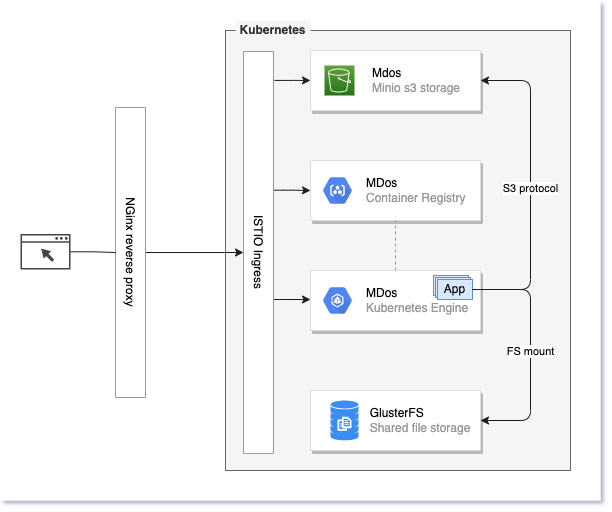 Kubernetes
NGinx reverse proxy
ISTIO Ingress
Mdos
Minio s3 storage
MDos
Container Registry
S3 protocol
MDos
Kubernetes Engine
App
FS mount
GlusterFS
Shared file storage